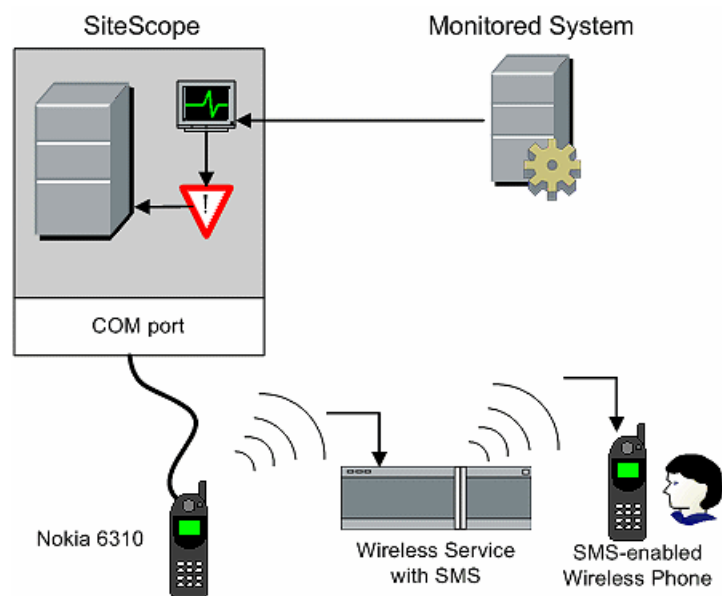 SiteScope
Monitored System
!
COM port
Nokia 6310
Wireless Service
with SMS
SMS-enabled
Wireless Phone